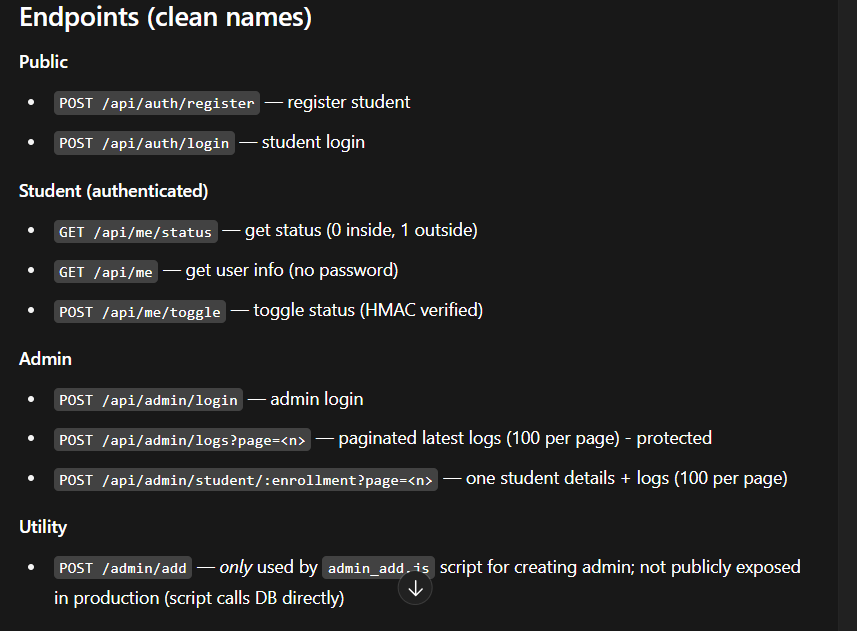 Endpoints (clean names)
Public
• POST /api/auth/register — register student
• POST /api/auth/login — student login
Student (authenticated)
• GET /api/me/status — get status (0 inside, 1 outside)
• GET /api/me — get user info (no password)
• POST /api/me/toggle — toggle status (HMAC verified)
Admin
• POST /api/admin/login — admin login
• POST /api/admin/logs?page=<n> — paginated latest logs (100 per page) - protected
• POST /api/admin/student/:enrollment?page=<n> — one student details + logs (100 per page)
Utility
• POST /admin/add — only used by admin_add.js script for creating admin; not publicly exposed
in production (script calls DB directly)